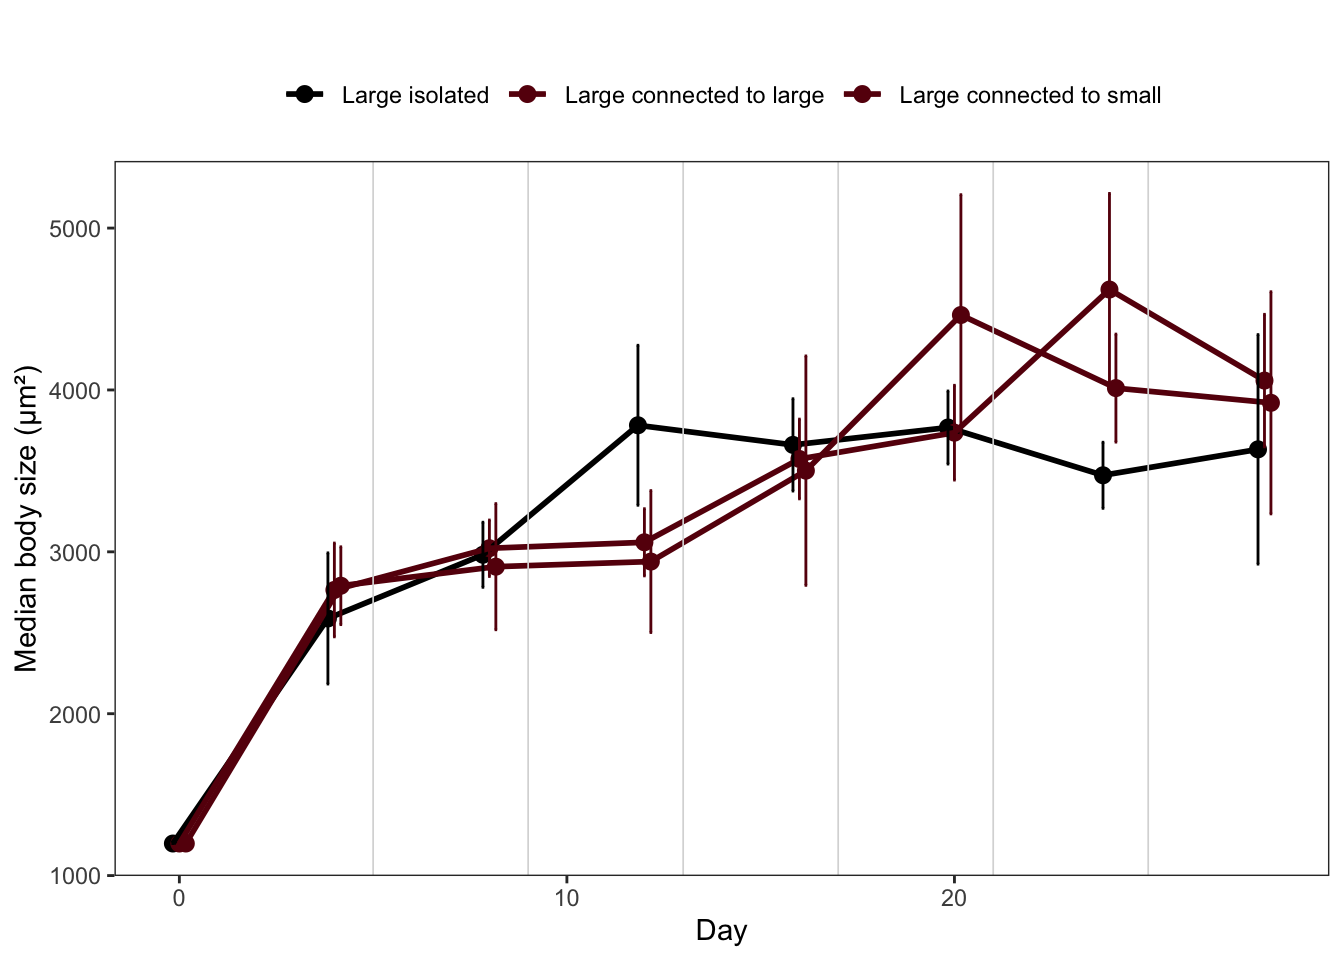 Large isolated Large connected to large Large connected to small
5000
4000
3000
2000
1000
Median body size (μm²)
0 10 20
Day